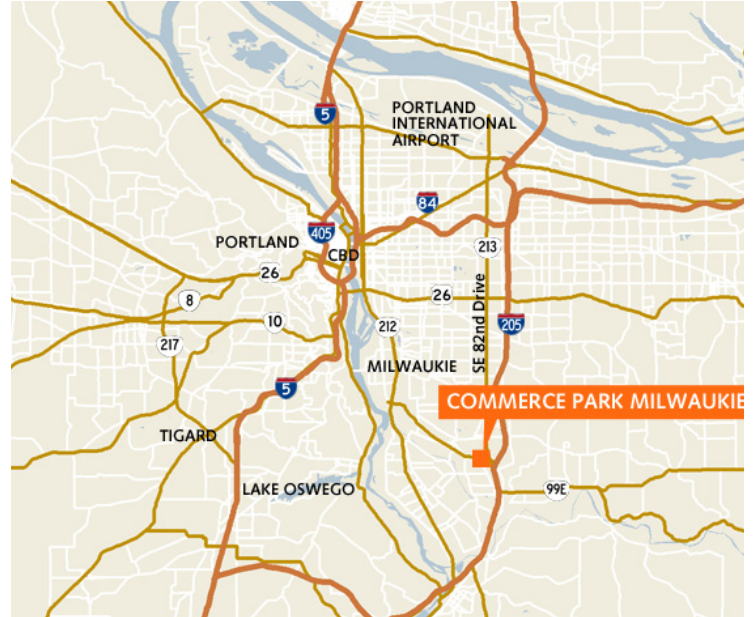 5
PORTLAND
INTERNATIONAL
AIRPORT
84
405
PORTLAND
CBD
213
26
8
26
10
212
205
217
SE 82nd Drive
MILWAUKIE
5
COMMERCE PARK MILWAUKIE
TIGARD
LAKE OSWEGO
99E